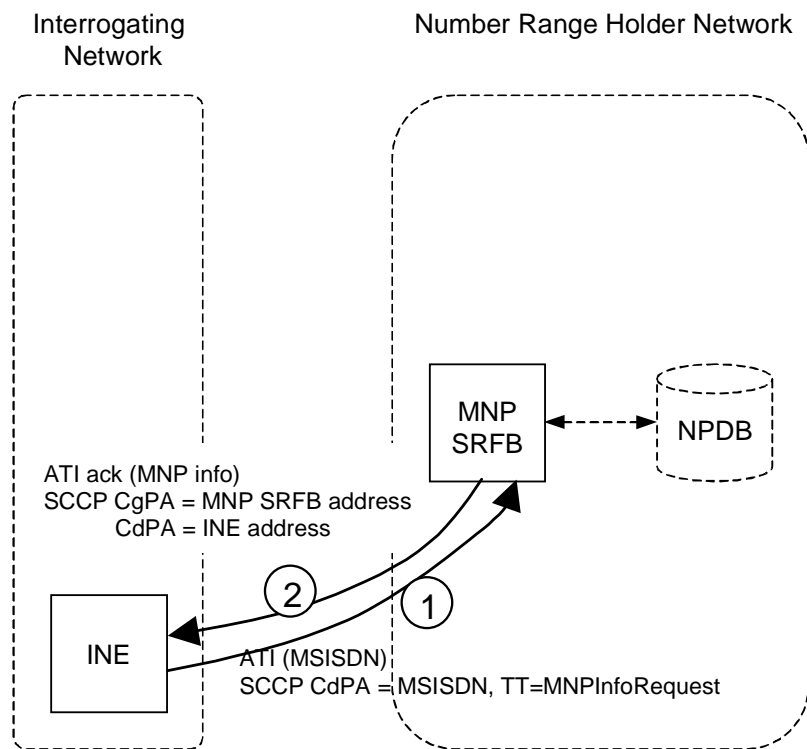 Interrogating
Network
Number Range Holder Network
MNP
SRFB
NPDB
ATI ack (MNP info)
SCCP CgPA = MNP SRFB address
CdPA = INE address
2
1
INE
ATI (MSISDN)
SCCP CdPA = MSISDN, TT=MNPInfoRequest